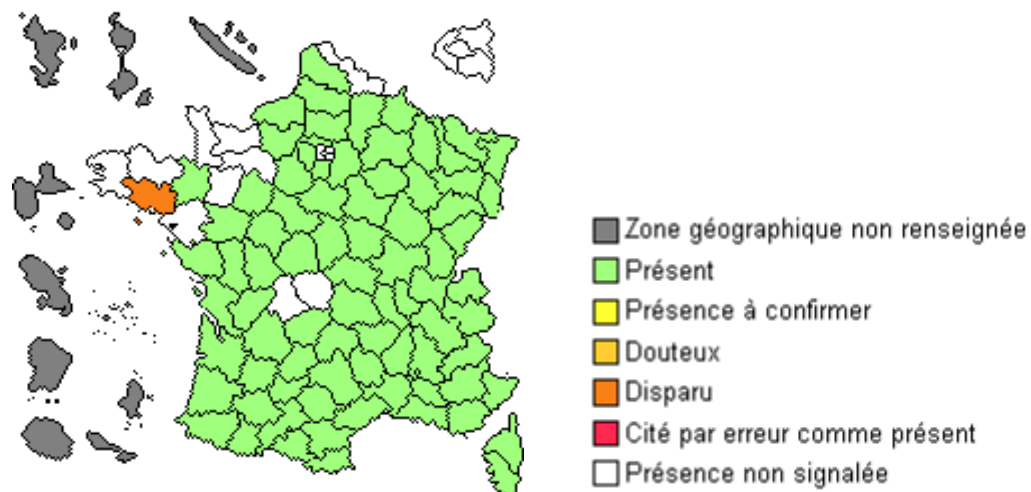 Zone géographique non renseignée
Présent
Présence à confirmer
Douteux
Disparu
Cité par erreur comme présent
Présence non signalée